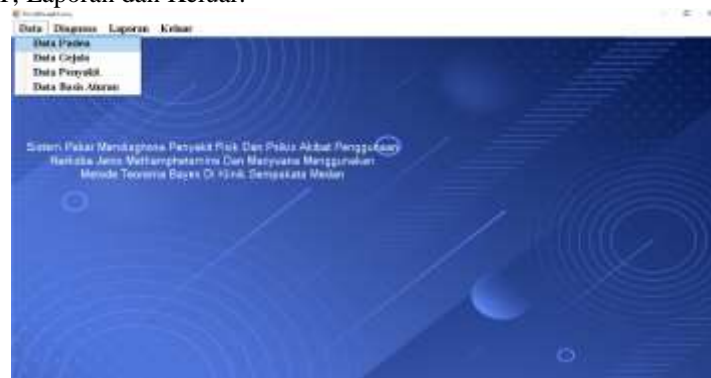 Laporan dan Keluar.
Data Diagnosa Laporan Keluar
Data Pasien
Data Gejala
Data Penyakit
Data Basis Aturan
Sistem Pakar Mendiagnosa Penyakit Fisik Dan Psikis Akibat Penggunaan
Narkoba Jenis Methamphetamine Dan Mariyuana Menggunakan
Metode Teorema Bayes Di Klinik Sempakata Medan